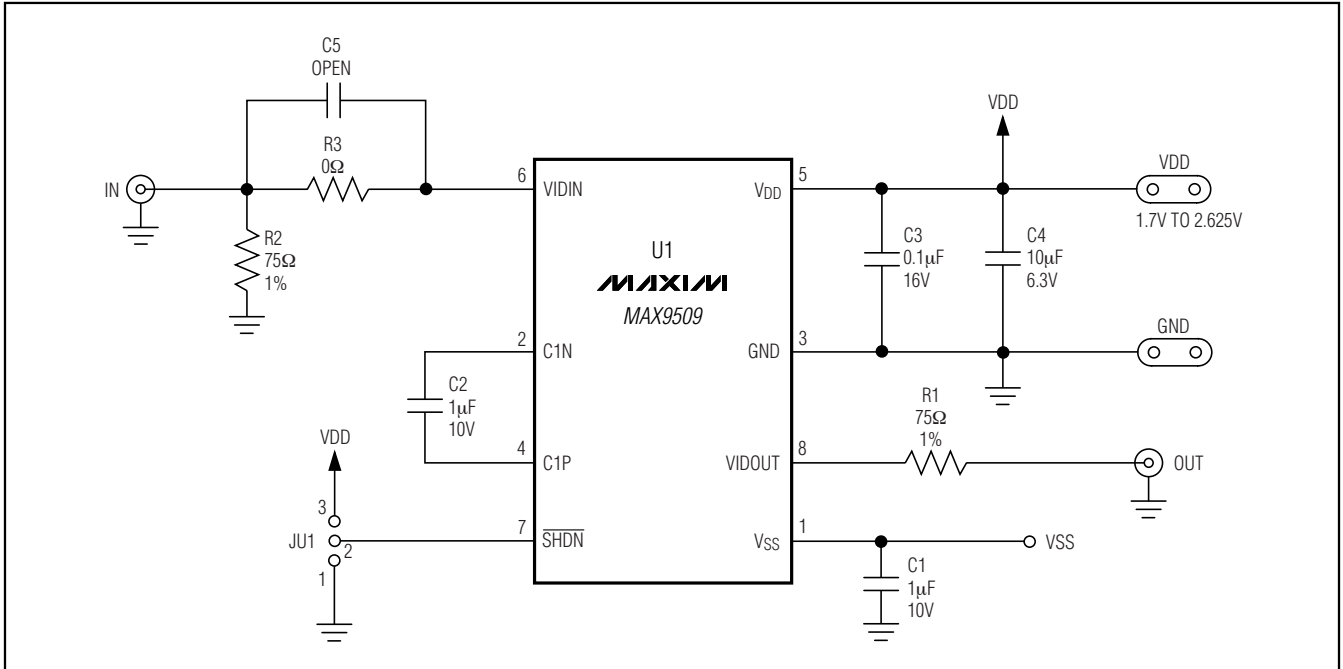 C5
OPEN
R3
0Ω
IN
R2
75Ω
1%
C2
1μF
10V
VDD
3
JU1
2
1
6
VIDIN
2
C1N
4
C1P
7
SHDN
U1
MAXIM
MAX9509
5
VDD
3
GND
8
VIDOUT
1
VSS
C3
0.1μF
16V
VDD
C4
10μF
6.3V
VDD
1.7V TO 2.625V
GND
R1
75Ω
1%
OUT
VSS
C1
1μF
10V